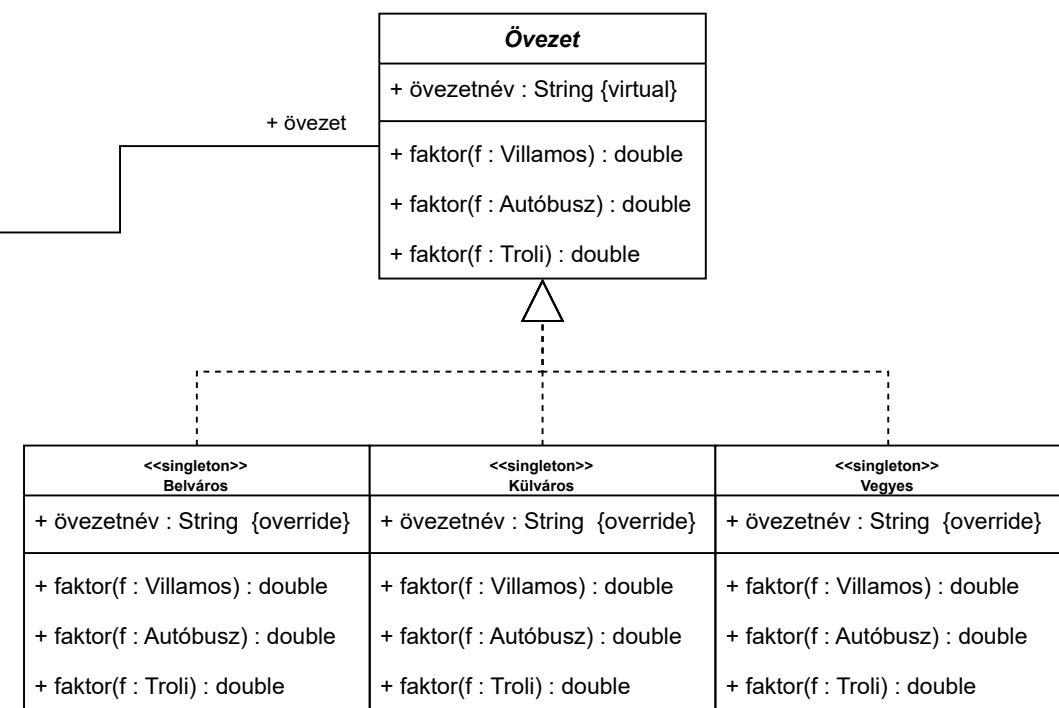 Övezet
+ övezetnév : String {virtual}
+ övezet
+ faktor(f : Villamos) : double
+ faktor(f : Autóbusz) : double
+ faktor(f : Troli) : double
<<singleton>>
Belváros
+ övezetnév : String {override}
+ faktor(f : Villamos) : double
+ faktor(f : Autóbusz) : double
+ faktor(f : Troli) : double
<<singleton>>
Külváros
+ övezetnév : String {override}
+ faktor(f : Villamos) : double
+ faktor(f : Autóbusz) : double
+ faktor(f : Troli) : double
<<singleton>>
Vegyes
+ övezetnév : String {override}
+ faktor(f : Villamos) : double
+ faktor(f : Autóbusz) : double
+ faktor(f : Troli) : double